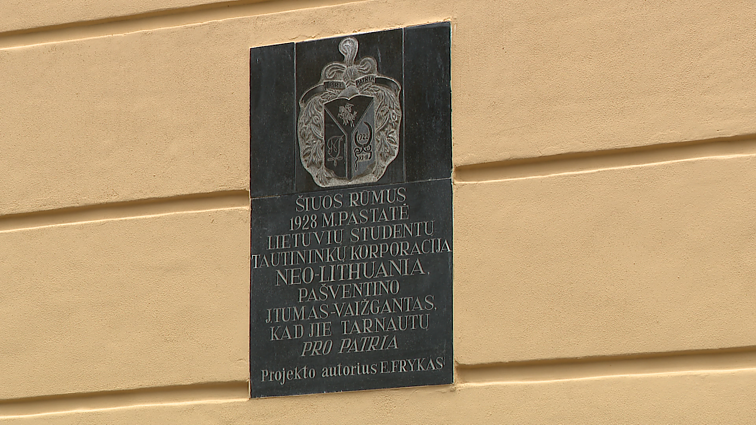 PATRIA
ŠIUOS RŪMUS
1928 M.PASTATĖ
LIETUVIŲ STUDENTŲ
TAUTININKŲ KORPORACIJA
NEO-LITHUANIA,
PAŠVENTINO
J.TUMAS-VAIŽGANTAS,
KAD JIE TARNAUTŲ
PRO PATRIA
Projekto autorius E.FRYKAS